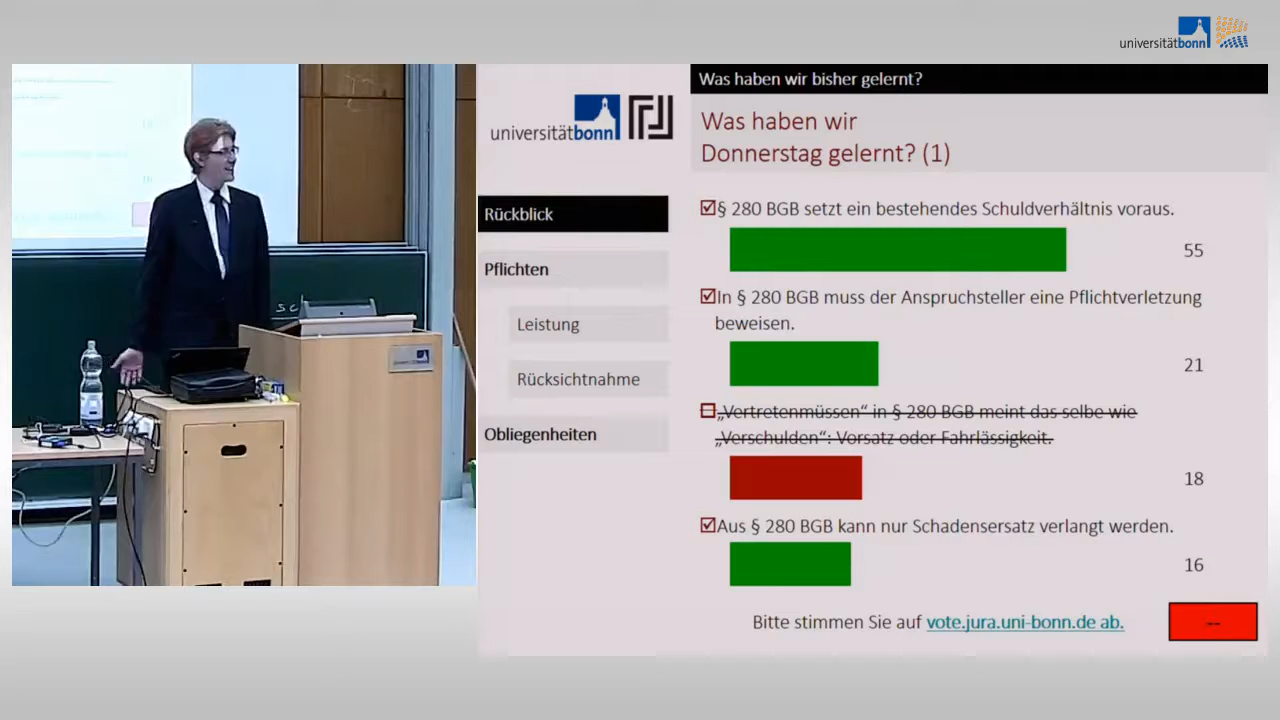 universitätbonn
Was haben wir bisher gelernt?
universitätbonn
Was haben wir
Donnerstag gelernt? (1)
Rückblick
Pflichten
Leistung
Rücksichtnahme
Obliegenheiten
§ 280 BGB setzt ein bestehendes Schuldverhältnis voraus.
55
In § 280 BGB muss der Anspruchsteller eine Pflichtverletzung
beweisen.
21
„Vertretenmüssen“ in § 280 BGB meint das selbe wie
„Verschulden“: Vorsatz oder Fahrlässigkeit.
18
Aus § 280 BGB kann nur Schadensersatz verlangt werden.
16
Bitte stimmen Sie auf vote.jura.uni-bonn.de ab.
--